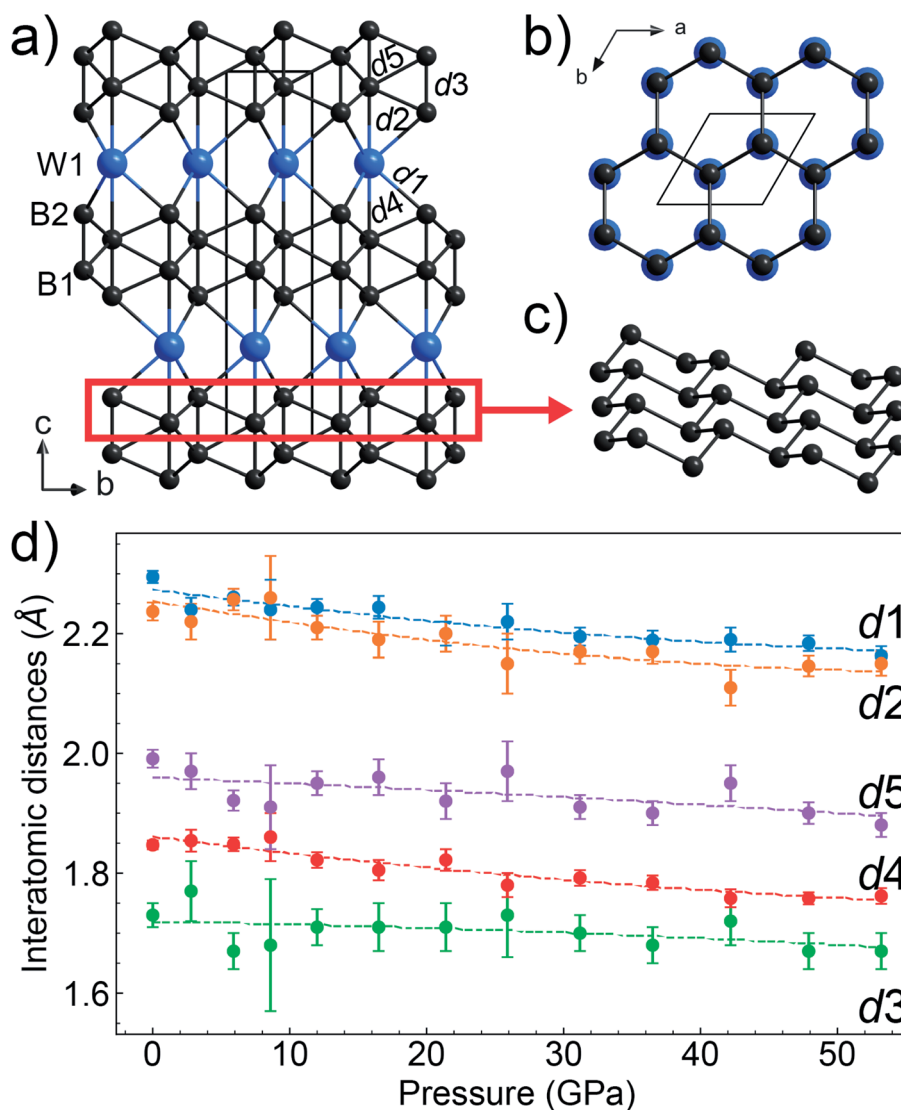 a)
d5
d3
d2
W1
d1
B2
d4
B1
c
b
b)
a
b
c)
d)
Interatomic distances (Å)
2.2
2.0
1.8
1.6
d1
d2
d5
d4
d3
0 10 20 30 40 50
Pressure (GPa)